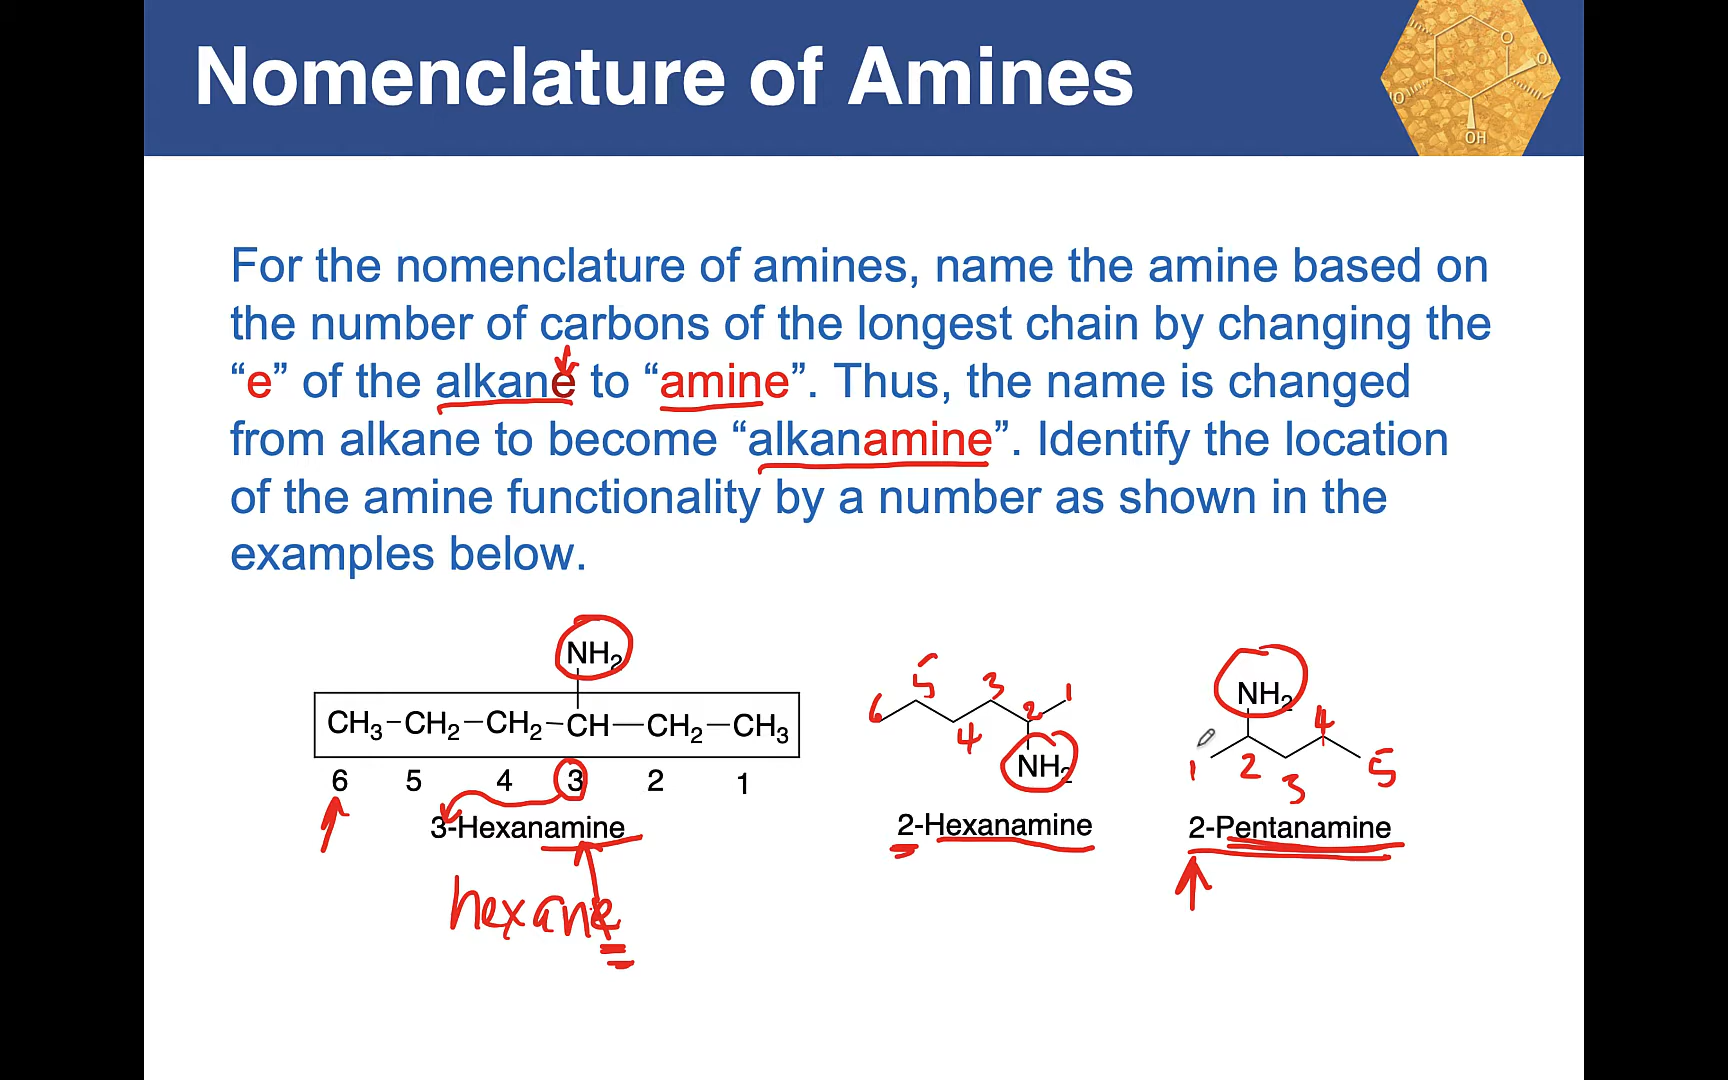 Nomenclature of Amines
O
O
O
OH
For the nomenclature of amines, name the amine based on
the number of carbons of the longest chain by changing the
“e” of the alkane to “amine”. Thus, the name is changed
from alkane to become “alkanamine”. Identify the location
of the amine functionality by a number as shown in the
examples below.
NH2
CH3–CH2–CH2–CH–CH2–CH3
6 5 4 3 2 1
3-Hexanamine
hexane
6 5 4 3 2 1
NH2
2-Hexanamine
NH2
1 2 3 4 5
2-Pentanamine